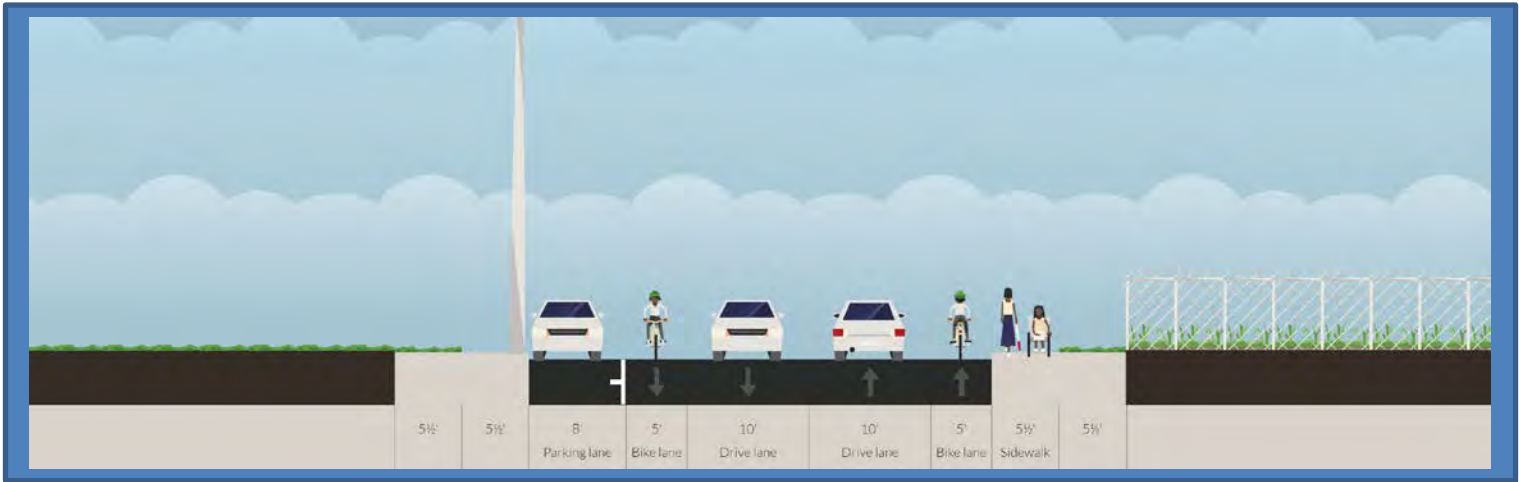 5½' 5½' 8' 5' 10' 10' 5' 5½' 5½'
Parking lane Bike lane Drive lane Drive lane Bike lane Sidewalk